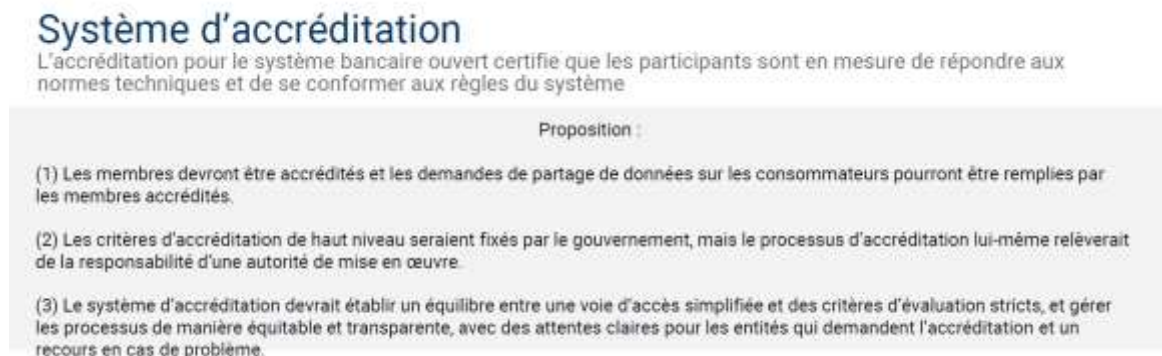 Système d'accréditation
L'accréditation pour le système bancaire ouvert certifie que les participants sont en mesure de répondre aux
normes techniques et de se conformer aux règles du système
Proposition :
(1) Les membres devront être accrédités et les demandes de partage de données sur les consommateurs pourront être remplies par
les membres accrédités.
(2) Les critères d'accréditation de haut niveau seraient fixés par le gouvernement, mais le processus d'accréditation lui-même relèverait
de la responsabilité d'une autorité de mise en œuvre.
(3) Le système d'accréditation devrait établir un équilibre entre une voie d'accès simplifiée et des critères d'évaluation stricts, et gérer
les processus de manière équitable et transparente, avec des attentes claires pour les entités qui demandent l'accréditation et un
recours en cas de problème.